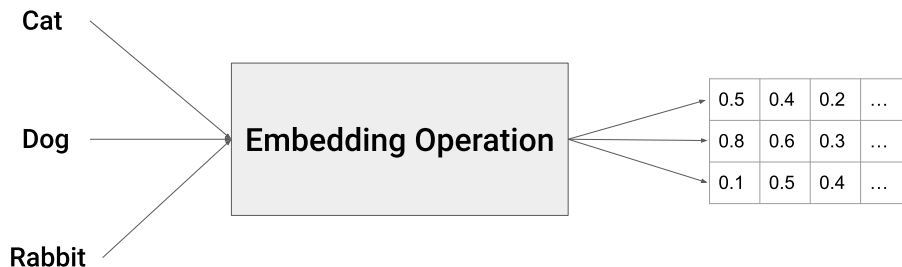 Cat
Dog
Rabbit
Embedding Operation
0.5 0.4 0.2 ...
0.8 0.6 0.3 ...
0.1 0.5 0.4 ...